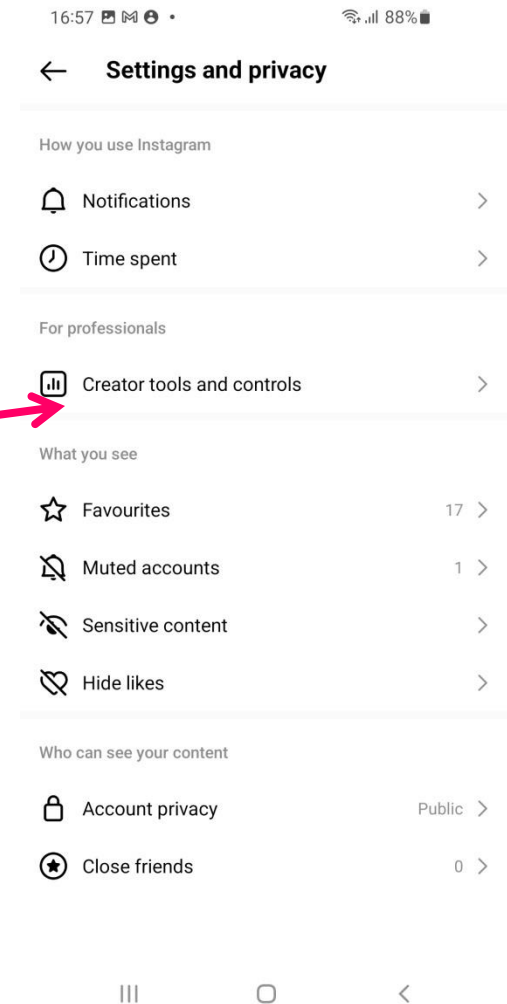 16:57
88%
Settings and privacy
How you use Instagram
Notifications
Time spent
For professionals
Creator tools and controls
What you see
Favourites 17
Muted accounts 1
Sensitive content
Hide likes
Who can see your content
Account privacy Public
Close friends 0